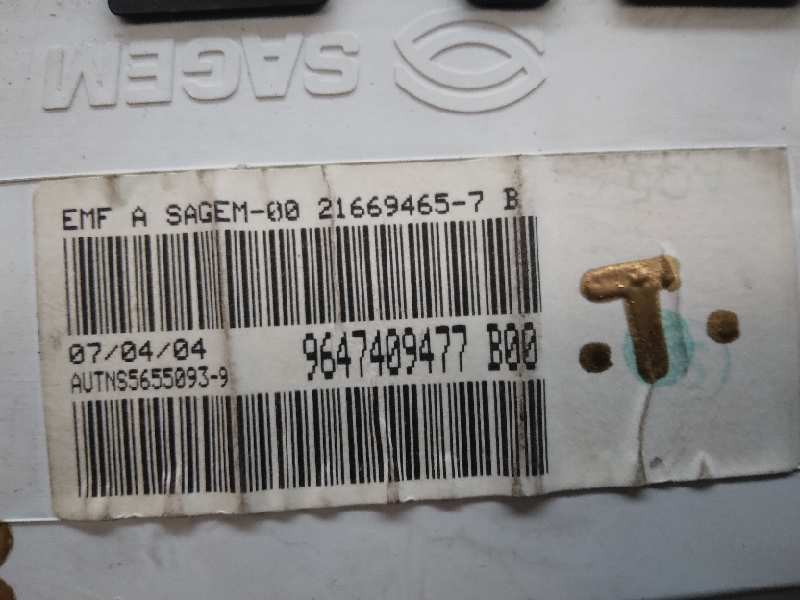 SAGEM
EMF A SAGEM-00 21669465-7 B
07/04/04
9647409477 B00
AUTNS5655093-9
.T.